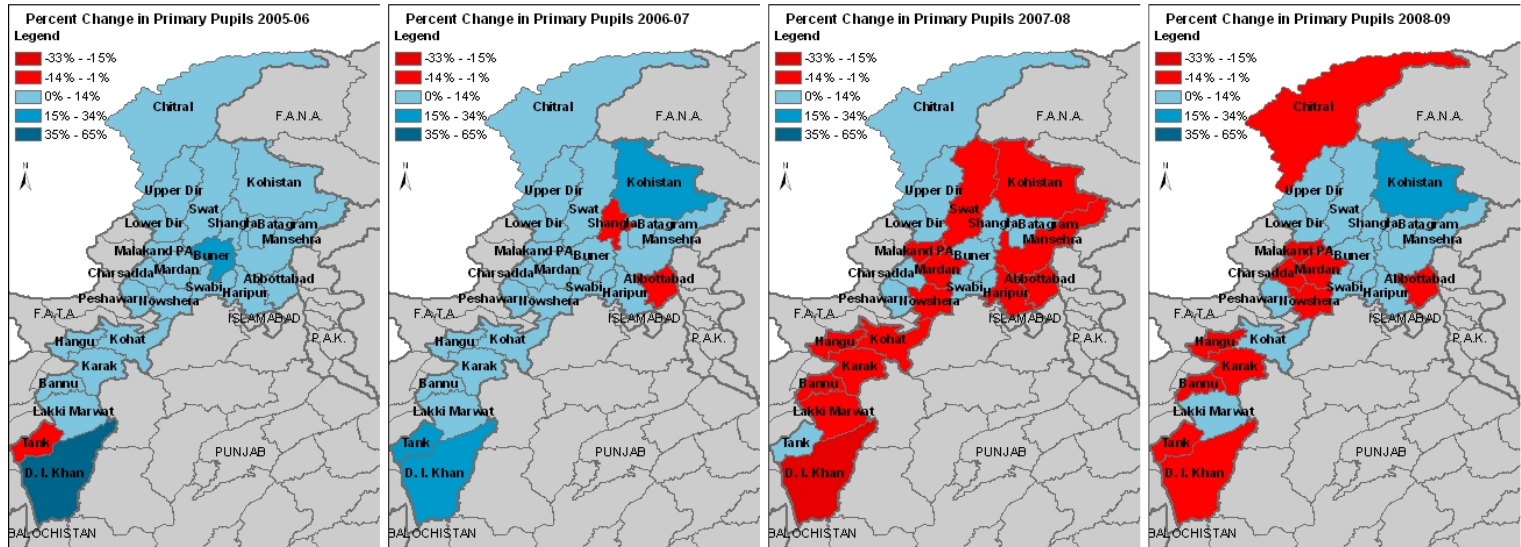 Percent Change in Primary Pupils 2005-06
Legend
-33% - -15%
-14% - -1%
0% - 14%
15% - 34%
35% - 65%
N
Chitral
F.A.N.A.
Upper Dir
Kohistan
Swat
Lower Dir
Shangla
Batagram
Mansehra
Malakand PA
Buner
Charsadda
Mardan
Abbottabad
Swabi
Haripur
Peshawar
Nowshera
F.A.T.A.
ISLAMABAD
P.A.K.
Hangu
Kohat
Karak
Bannu
Lakki Marwat
Tank
PUNJAB
D. I. Khan
BALOCHISTAN
Percent Change in Primary Pupils 2006-07
Legend
-33% - -15%
-14% - -1%
0% - 14%
15% - 34%
35% - 65%
N
Chitral
F.A.N.A.
Upper Dir
Kohistan
Swat
Lower Dir
Shangla
Batagram
Mansehra
Malakand PA
Buner
Charsadda
Mardan
Abbottabad
Swabi
Haripur
Peshawar
Nowshera
F.A.T.A.
ISLAMABAD
P.A.K.
Hangu
Kohat
Karak
Bannu
Lakki Marwat
Tank
PUNJAB
D. I. Khan
BALOCHISTAN
Percent Change in Primary Pupils 2007-08
Legend
-33% - -15%
-14% - -1%
0% - 14%
15% - 34%
35% - 65%
N
Chitral
F.A.N.A.
Upper Dir
Kohistan
Swat
Lower Dir
Shangla
Batagram
Mansehra
Malakand PA
Buner
Charsadda
Mardan
Abbottabad
Swabi
Haripur
Peshawar
Nowshera
F.A.T.A.
ISLAMABAD
P.A.K.
Hangu
Kohat
Karak
Bannu
Lakki Marwat
Tank
PUNJAB
D. I. Khan
BALOCHISTAN
Percent Change in Primary Pupils 2008-09
Legend
-33% - -15%
-14% - -1%
0% - 14%
15% - 34%
35% - 65%
N
Chitral
F.A.N.A.
Upper Dir
Kohistan
Swat
Lower Dir
Shangla
Batagram
Mansehra
Malakand PA
Buner
Charsadda
Mardan
Abbottabad
Swabi
Haripur
Peshawar
Nowshera
F.A.T.A.
ISLAMABAD
P.A.K.
Hangu
Kohat
Karak
Bannu
Lakki Marwat
Tank
PUNJAB
D. I. Khan
BALOCHISTAN